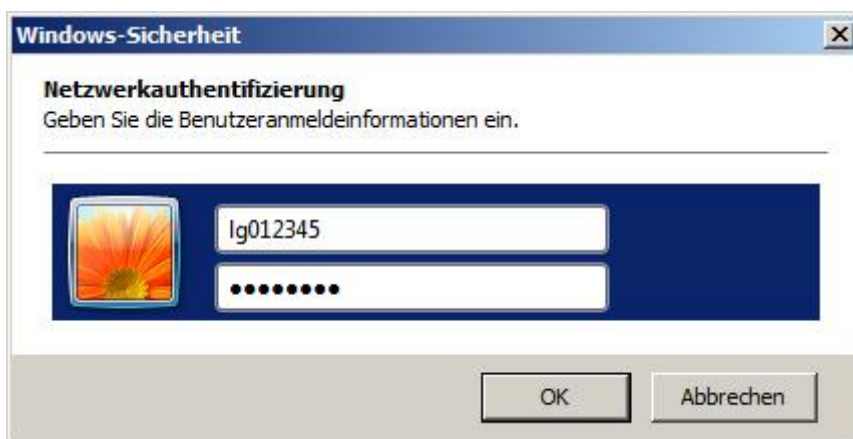 Windows-Sicherheit
Netzwerkauthentifizierung
Geben Sie die Benutzeranmeldeinformationen ein.
lg012345
●●●●●●●●
OK Abbrechen